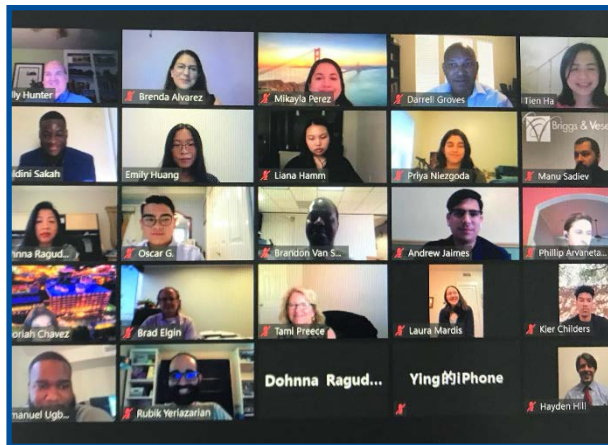 lly Hunter
Brenda Alvarez
Mikayla Perez
Darrell Groves
Tien Ha
ldini Sakah
Emily Huang
Liana Hamm
Priya Niezgoda
Briggs & Vese
Manu Sadiev
hnna Ragud...
Oscar G.
Brandon Van S...
Andrew Jaimes
Phillip Arvaneta...
oriah Chavez
Brad Elgin
Tami Preece
Laura Mardis
Kier Childers
manuel Ugb...
Rubik Yeriazarian
Dohnna Ragud...
Ying的iPhone
Hayden Hill